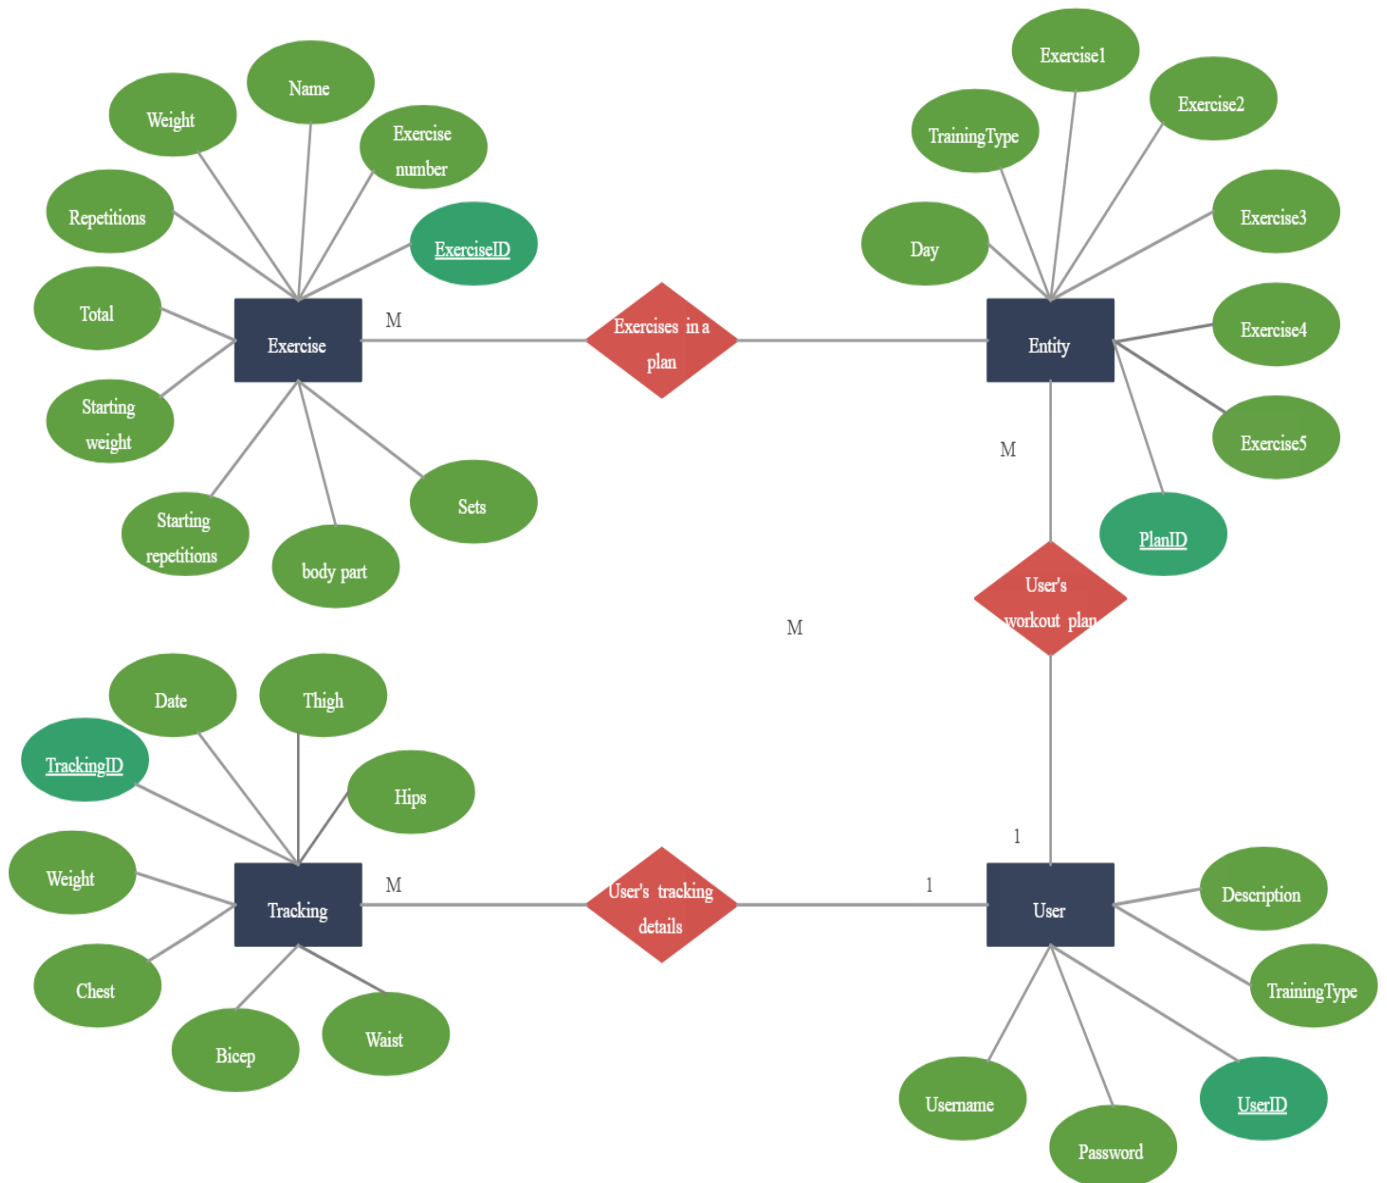 Exercise1
Name
Exercise2
Weight
Exercise
number
TrainingType
Repetitions
Exercise3
ExerciseID
Day
Total
M
Exercises in a
plan
Exercise4
Exercise
Entity
Starting
weight
Exercise5
M
Sets
Starting
repetitions
PlanID
body part
User's
workout plan
M
Date
Thigh
TrackingID
Hips
1
Weight
M
User's tracking
details
1
Description
Tracking
User
Chest
TrainingType
Bicep
Waist
Username
UserID
Password